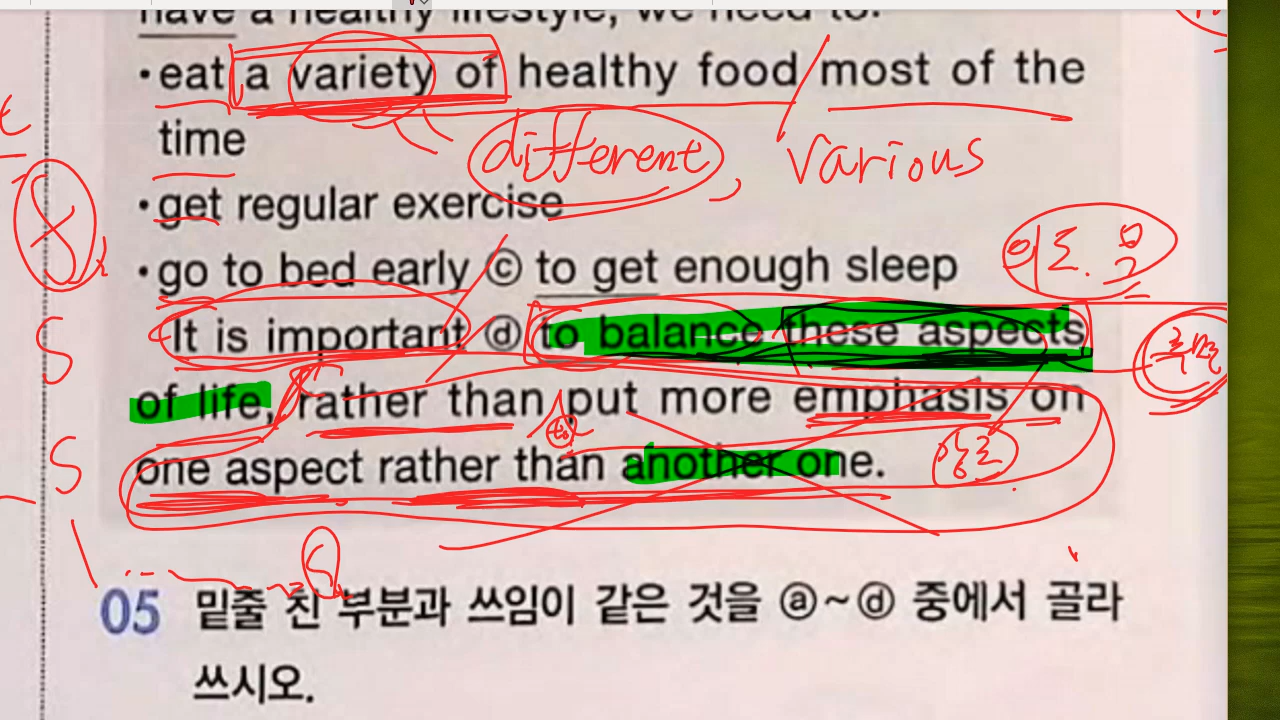 have a healthy lifestyle, we need to:
• eat a variety of healthy food most of the
time
different, various
• get regular exercise
• go to bed early ⓒ to get enough sleep
It is important ⓓ to balance these aspects
of life, rather than put more emphasis on
to
one aspect rather than another one.
강조
05 밑줄 친 부분과 쓰임이 같은 것을 ⓐ~ⓓ 중에서 골라
쓰시오.